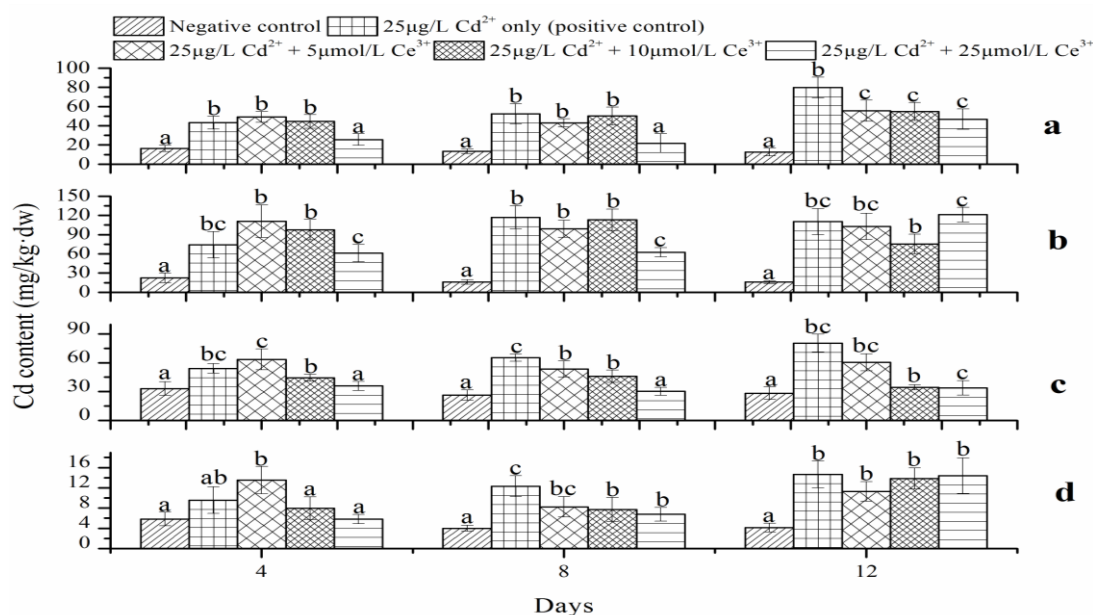 Negative control 25μg/L Cd²⁺ only (positive control)
25μg/L Cd²⁺ + 5μmol/L Ce³⁺ 25μg/L Cd²⁺ + 10μmol/L Ce³⁺ 25μg/L Cd²⁺ + 25μmol/L Ce³⁺
Cd content (mg/kg·dw)
100
80
60
40
20
0
a b b b a
a b b b a
a b c c c
a
150
120
90
60
30
0
a bc b b c
a b b b c
a bc bc b c
b
90
60
30
0
a bc c b a
a c b b a
a bc bc b c
c
16
12
8
4
0
a ab b a a
a c bc b b
a b b b b
d
4 8 12
Days